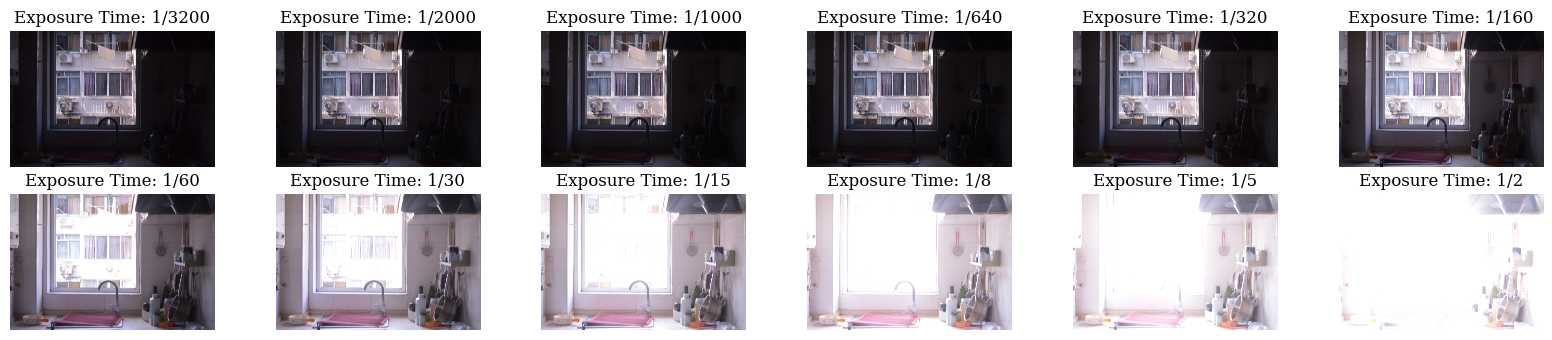 Exposure Time: 1/3200
Exposure Time: 1/2000
Exposure Time: 1/1000
Exposure Time: 1/640
Exposure Time: 1/320
Exposure Time: 1/160
Exposure Time: 1/60
Exposure Time: 1/30
Exposure Time: 1/15
Exposure Time: 1/8
Exposure Time: 1/5
Exposure Time: 1/2